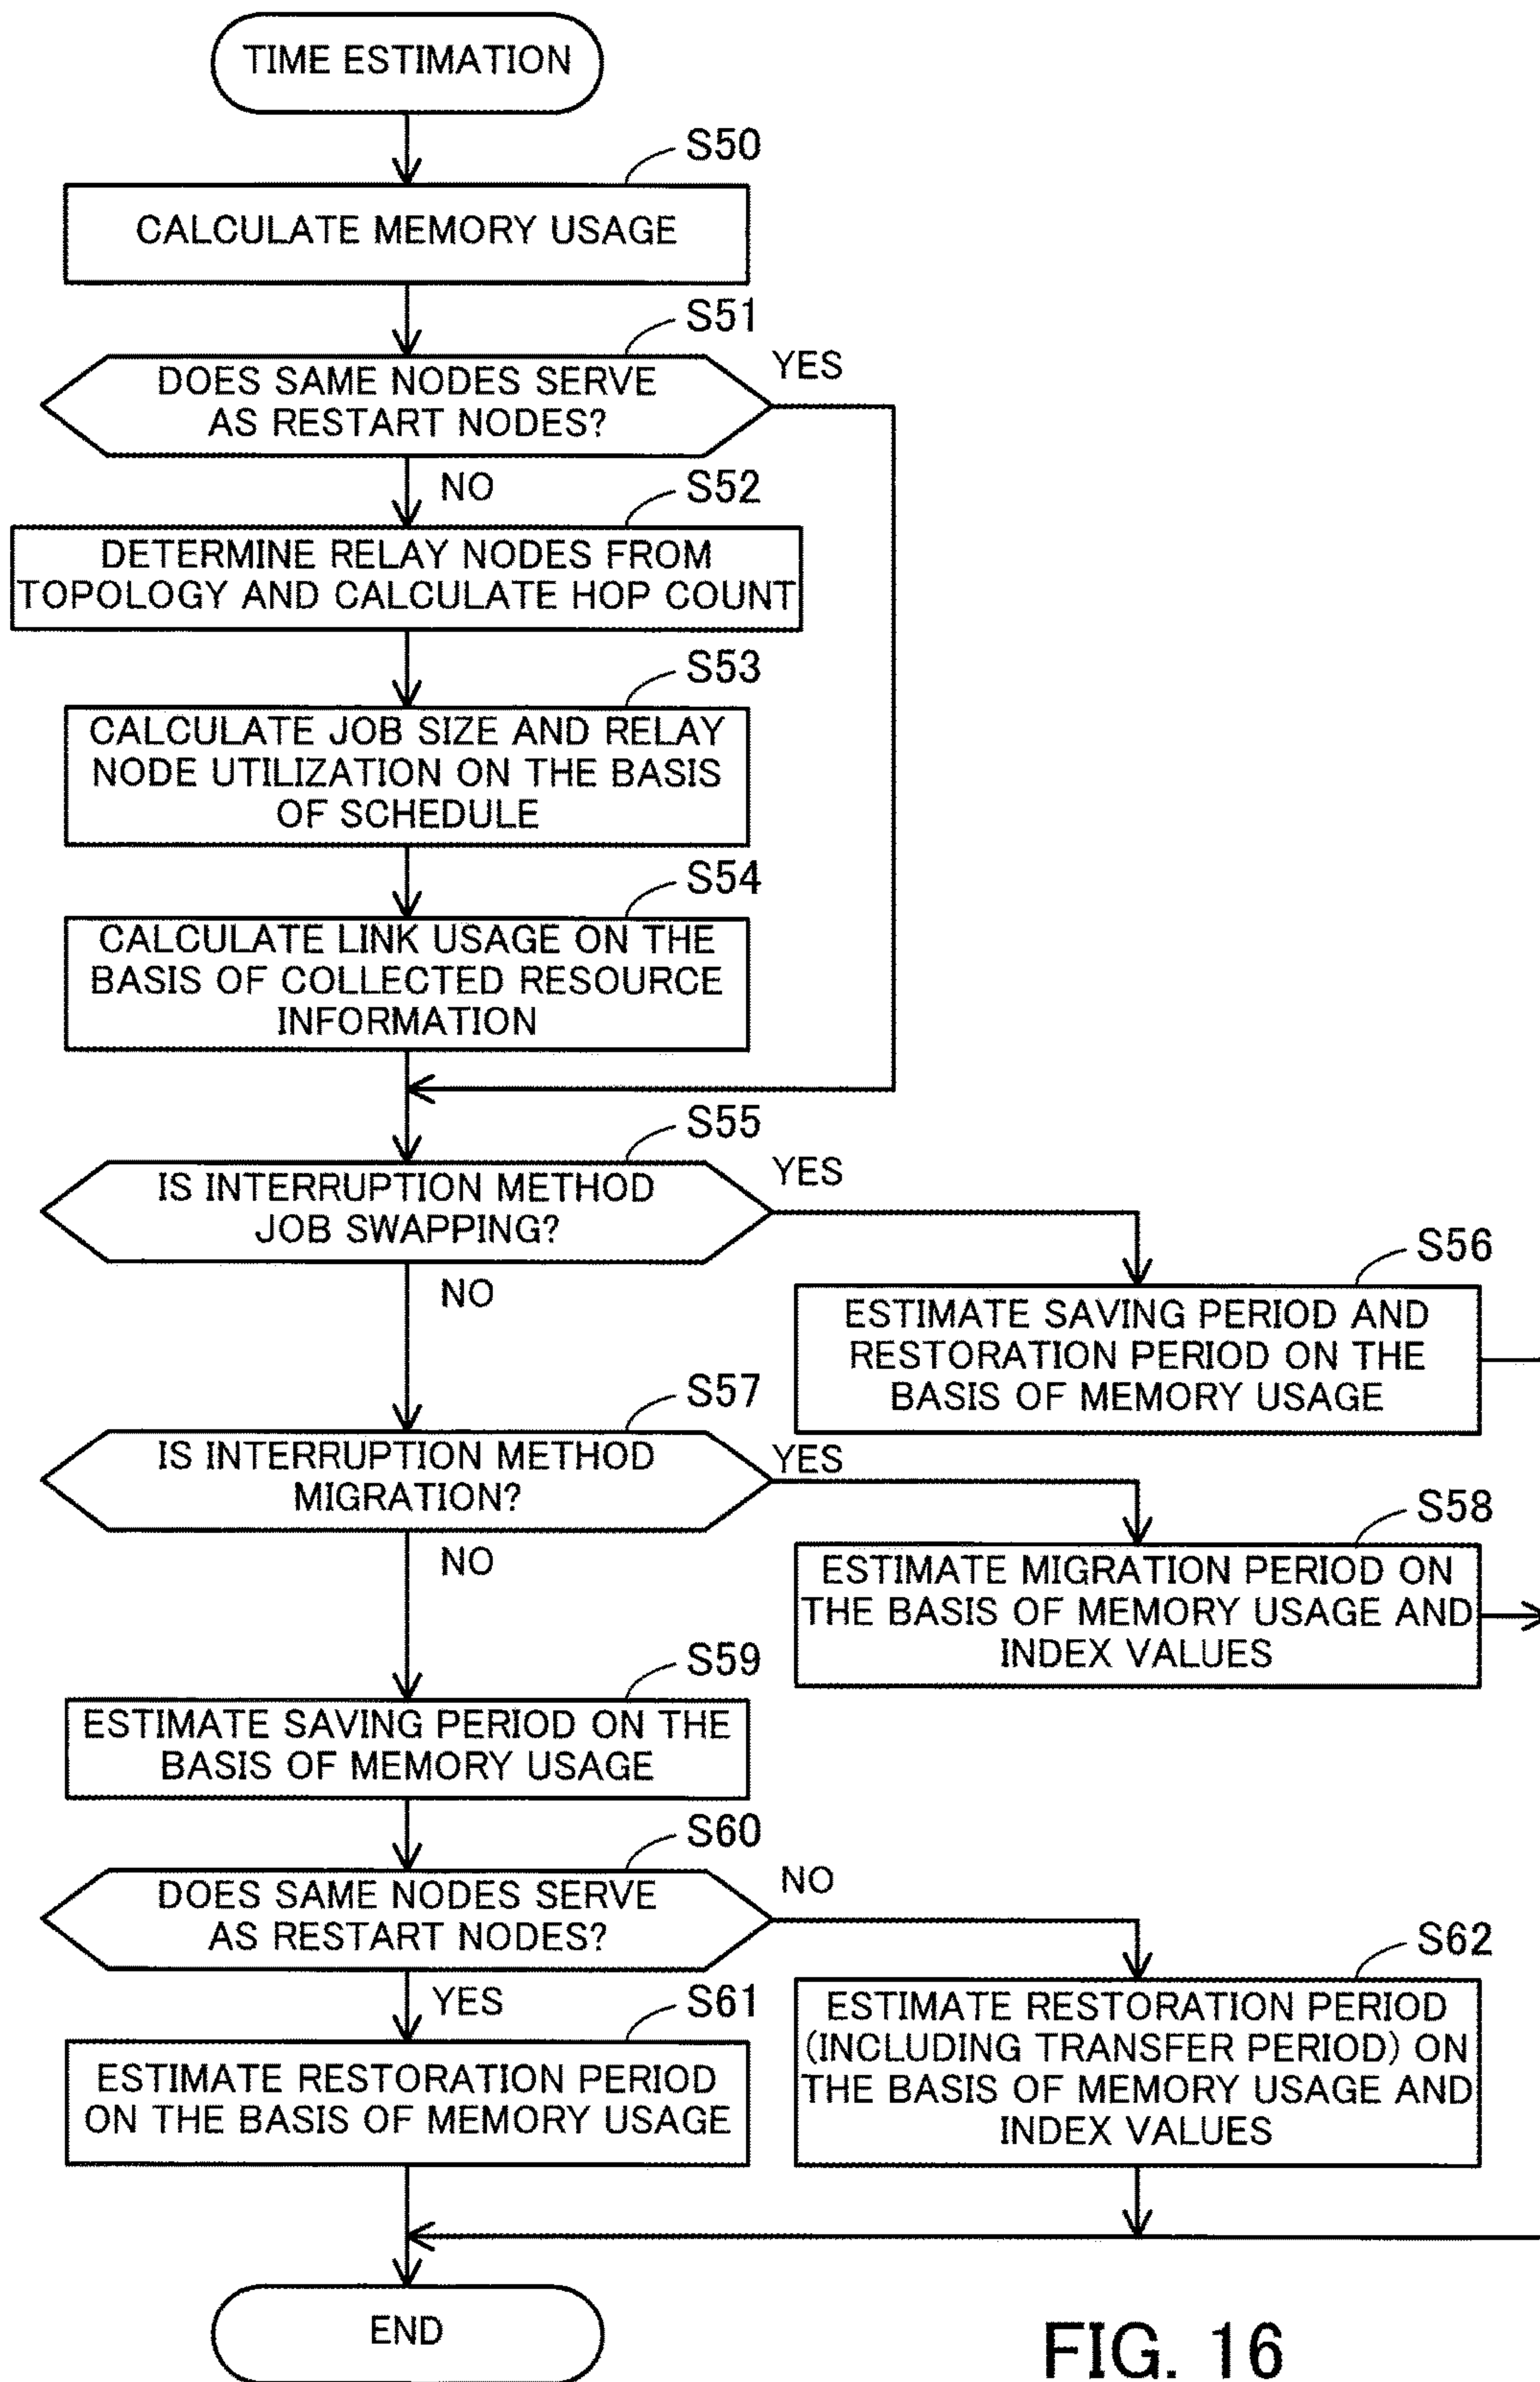 TIME ESTIMATION
S50
CALCULATE MEMORY USAGE
S51
DOES SAME NODES SERVE
AS RESTART NODES?
YES
NO
S52
DETERMINE RELAY NODES FROM
TOPOLOGY AND CALCULATE HOP COUNT
S53
CALCULATE JOB SIZE AND RELAY
NODE UTILIZATION ON THE BASIS
OF SCHEDULE
S54
CALCULATE LINK USAGE ON THE
BASIS OF COLLECTED RESOURCE
INFORMATION
S55
IS INTERRUPTION METHOD
JOB SWAPPING?
YES
NO
S56
ESTIMATE SAVING PERIOD AND
RESTORATION PERIOD ON THE
BASIS OF MEMORY USAGE
S57
IS INTERRUPTION METHOD
MIGRATION?
YES
NO
S58
ESTIMATE MIGRATION PERIOD ON
THE BASIS OF MEMORY USAGE AND
INDEX VALUES
S59
ESTIMATE SAVING PERIOD ON THE
BASIS OF MEMORY USAGE
S60
DOES SAME NODES SERVE
AS RESTART NODES?
NO
YES
S61
ESTIMATE RESTORATION PERIOD
ON THE BASIS OF MEMORY USAGE
S62
ESTIMATE RESTORATION PERIOD
(INCLUDING TRANSFER PERIOD) ON
THE BASIS OF MEMORY USAGE AND
INDEX VALUES
END
FIG. 16